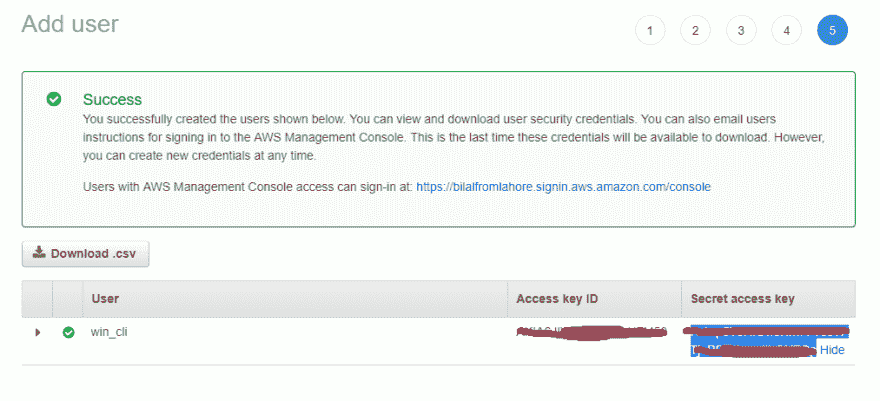 Add user
1 2 3 4 5
Success
You successfully created the users shown below. You can view and download user security credentials. You can also email users
instructions for signing in to the AWS Management Console. This is the last time these credentials will be available to download. However,
you can create new credentials at any time.
Users with AWS Management Console access can sign-in at: https://bilalfromlahore.signin.aws.amazon.com/console
Download .csv
User Access key ID Secret access key
win_cli
Hide